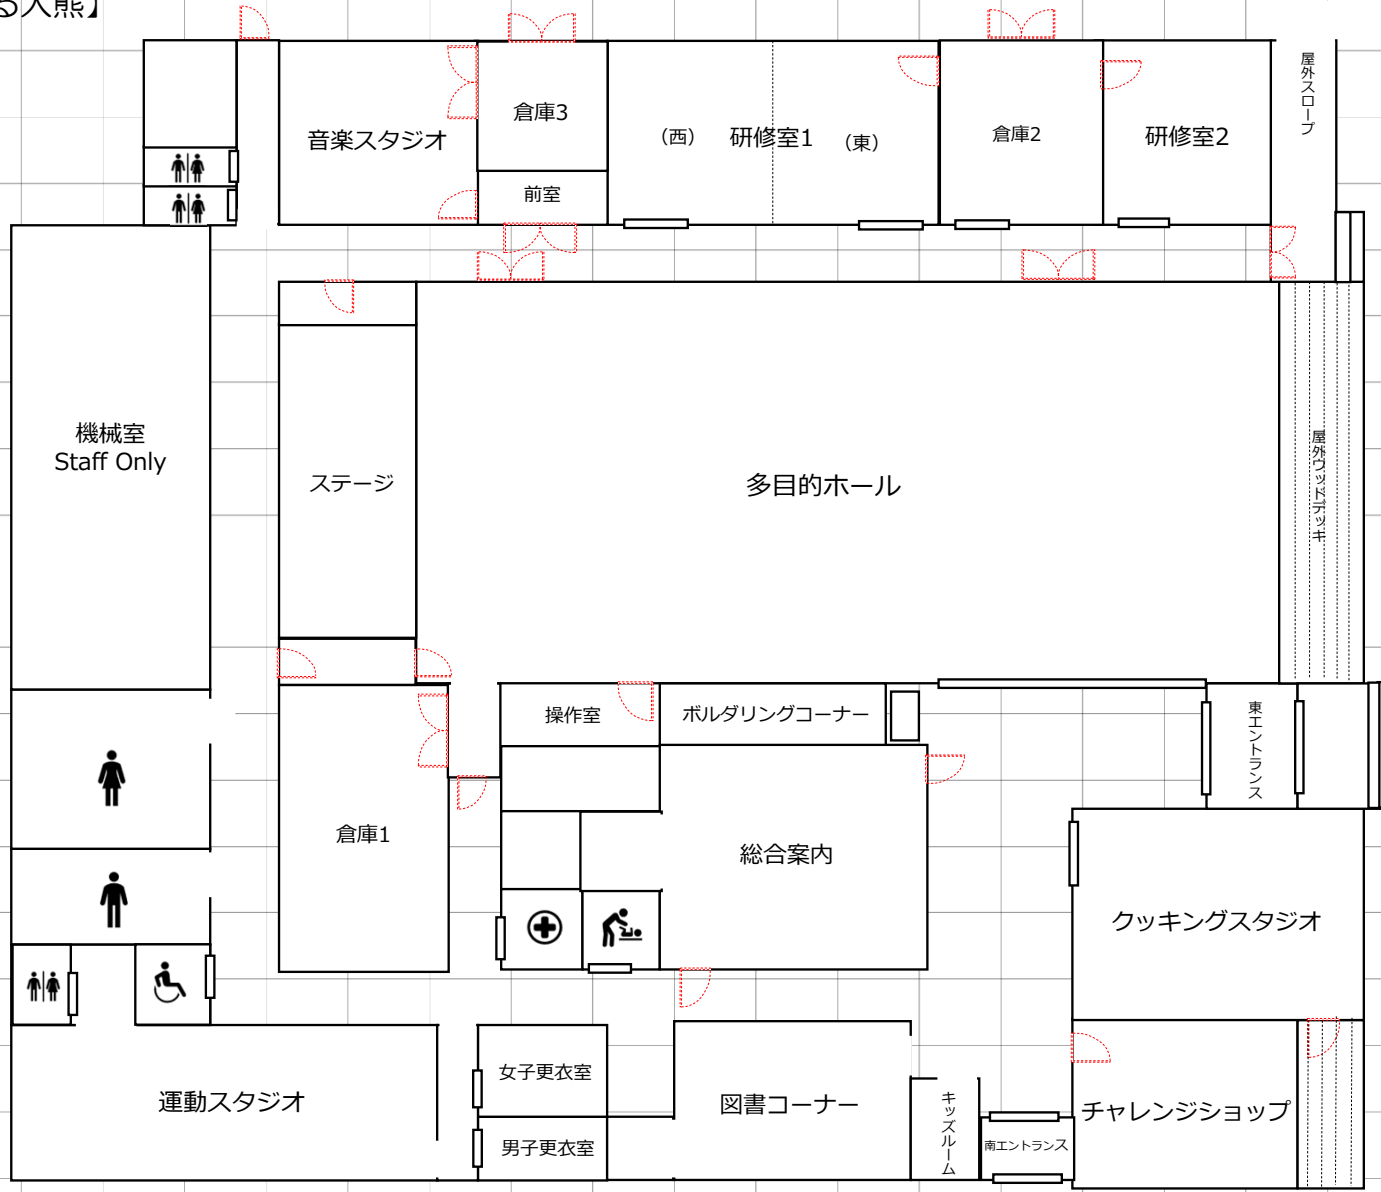 る大熊】
屋外スロープ
音楽スタジオ
倉庫3
前室
(西)
研修室1
(東)
倉庫2
研修室2
機械室
Staff Only
ステージ
多目的ホール
屋外ウッドデッキ
操作室
ボルダリングコーナー
東エントランス
倉庫1
総合案内
クッキングスタジオ
女子更衣室
男子更衣室
運動スタジオ
図書コーナー
キッズルーム
南エントランス
チャレンジショップ